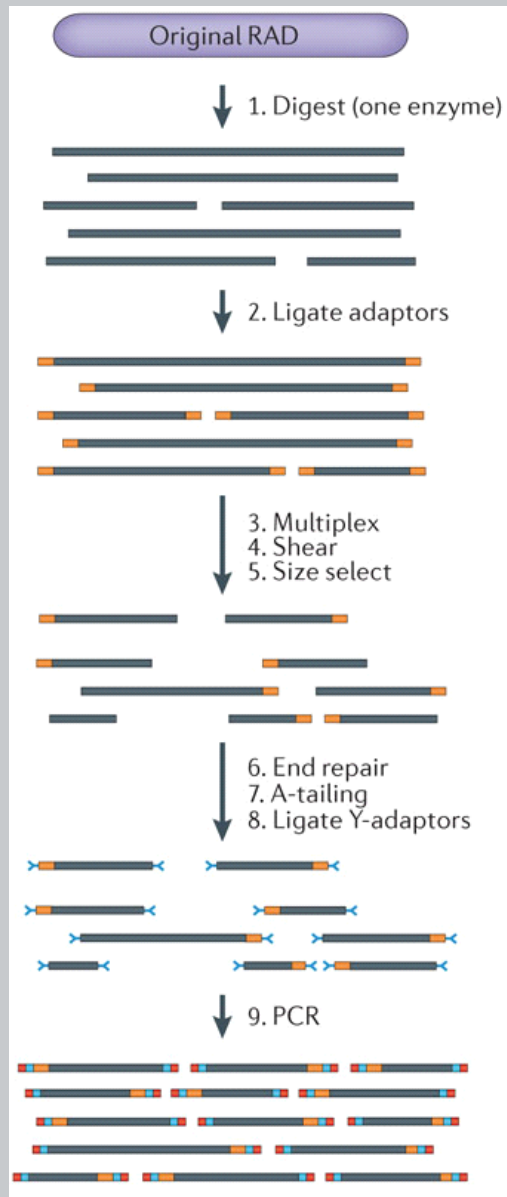 Original RAD
1. Digest (one enzyme)
2. Ligate adaptors
3. Multiplex
4. Shear
5. Size select
6. End repair
7. A-tailing
8. Ligate Y-adaptors
9. PCR